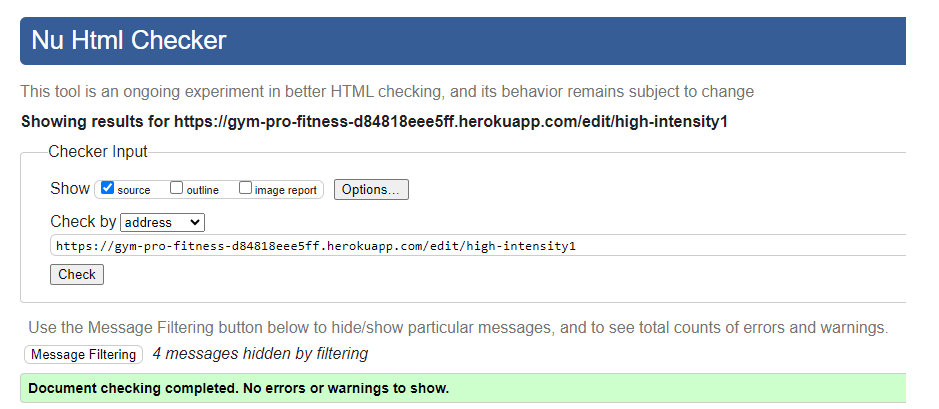 Nu Html Checker
This tool is an ongoing experiment in better HTML checking, and its behavior remains subject to change
Showing results for https://gym-pro-fitness-d84818eee5ff.herokuapp.com/edit/high-intensity1
Checker Input
Show source outline image report Options...
Check by address
https://gym-pro-fitness-d84818eee5ff.herokuapp.com/edit/high-intensity1
Check
Use the Message Filtering button below to hide/show particular messages, and to see total counts of errors and warnings.
Message Filtering 4 messages hidden by filtering
Document checking completed. No errors or warnings to show.